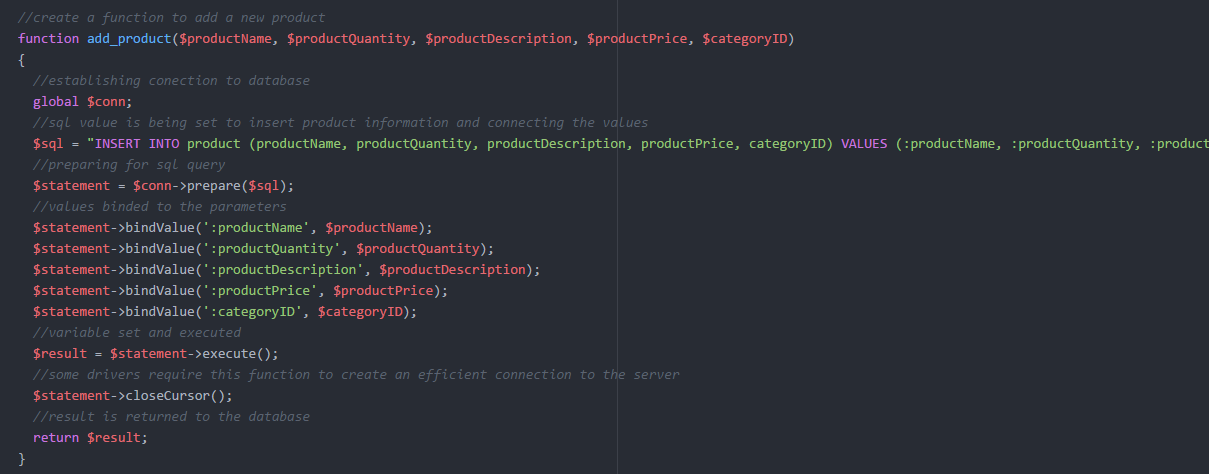 //create a function to add a new product
function add_product($productName, $productQuantity, $productDescription, $productPrice, $categoryID)
{
//establishing conection to database
global $conn;
//sql value is being set to insert product information and connecting the values
$sql = "INSERT INTO product (productName, productQuantity, productDescription, productPrice, categoryID) VALUES (:productName, :productQuantity, :product
//preparing for sql query
$statement = $conn->prepare($sql);
//values binded to the parameters
$statement->bindValue(':productName', $productName);
$statement->bindValue(':productQuantity', $productQuantity);
$statement->bindValue(':productDescription', $productDescription);
$statement->bindValue(':productPrice', $productPrice);
$statement->bindValue(':categoryID', $categoryID);
//variable set and executed
$result = $statement->execute();
//some drivers require this function to create an efficient connection to the server
$statement->closeCursor();
//result is returned to the database
return $result;
}